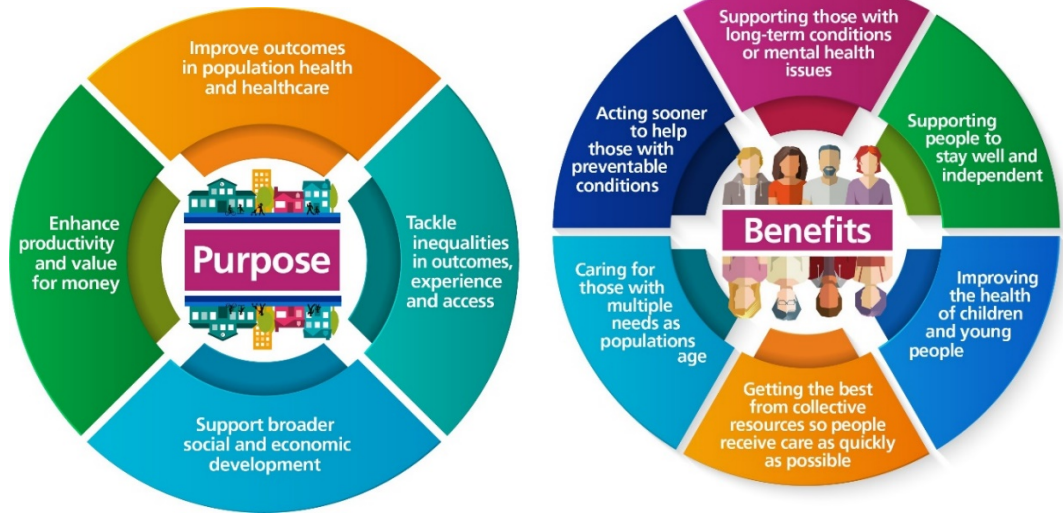 Improve outcomes
in population health
and healthcare
Tackle
inequalities
in outcomes,
experience
and access
Support broader
social and economic
development
Enhance
productivity
and value
for money
Purpose
Supporting those with
long-term conditions
or mental health
issues
Supporting
people to
stay well and
independent
Improving
the health
of children
and young
people
Getting the best
from collective
resources so people
receive care as quickly
as possible
Caring for
those with
multiple
needs as
populations
age
Acting sooner
to help
those with
preventable
conditions
Benefits